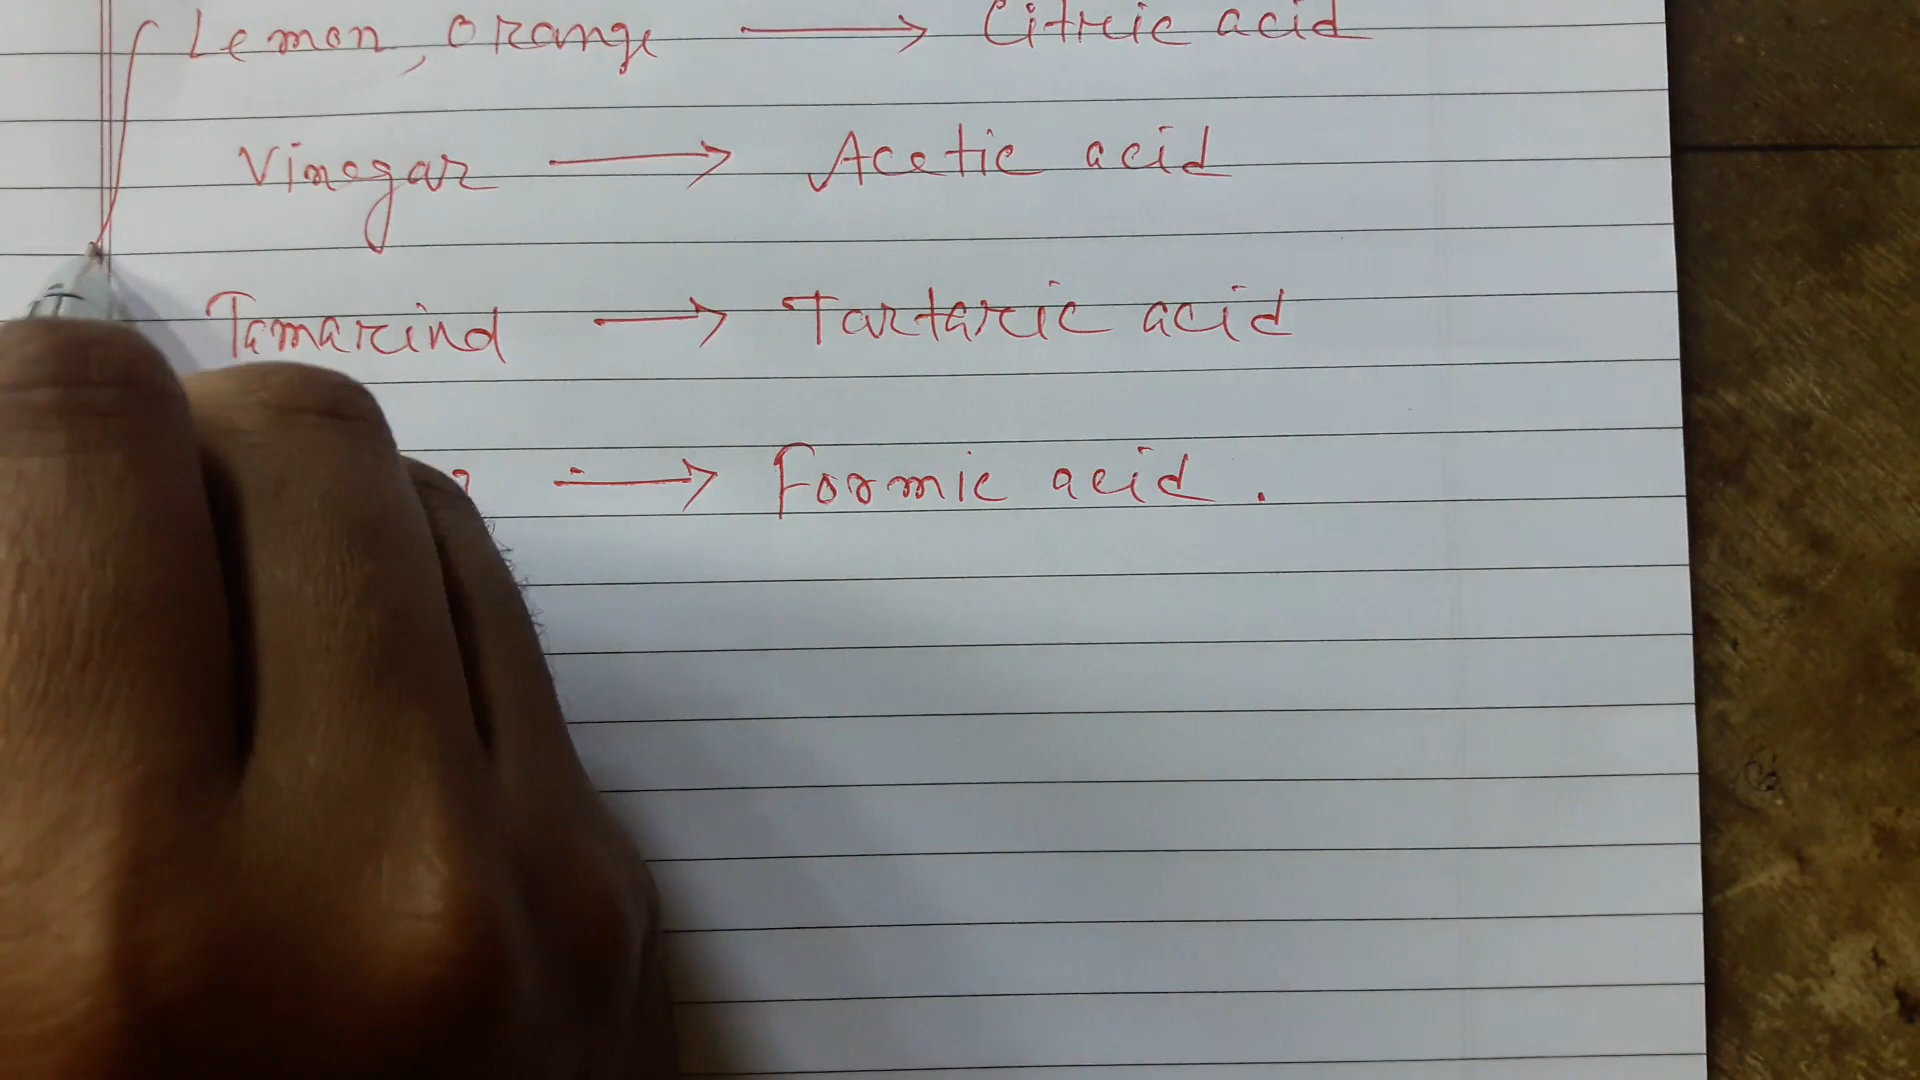 Lemon, Orange → Citric acid
Vinegar → Acetic acid
Tamarind → Tartaric acid
→ Formic acid.